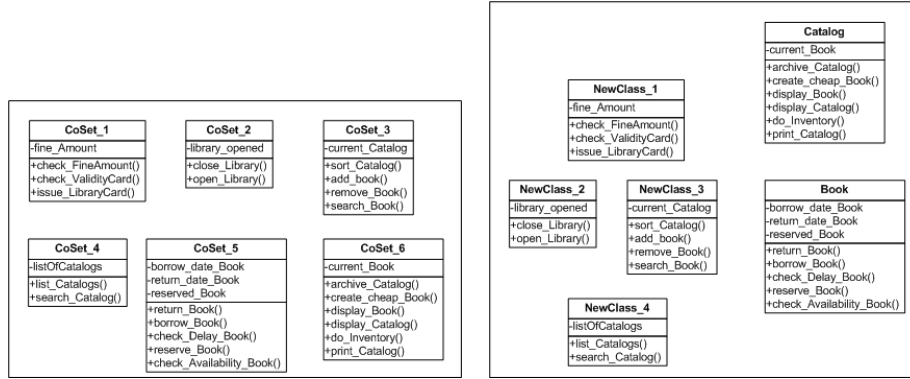 CoSet_1
-fine_Amount
+check_FineAmount()
+check_ValidityCard()
+issue_LibraryCard()
CoSet_2
-library_opened
+close_Library()
+open_Library()
CoSet_3
-current_Catalog
+sort_Catalog()
+add_book()
+remove_Book()
+search_Book()
CoSet_4
-listOfCatalogs
+list_Catalogs()
+search_Catalog()
CoSet_5
-borrow_date_Book
-return_date_Book
-reserved_Book
+return_Book()
+borrow_Book()
+check_Delay_Book()
+reserve_Book()
+check_Availability_Book()
CoSet_6
-current_Book
+archive_Catalog()
+create_cheap_Book()
+display_Book()
+display_Catalog()
+do_Inventory()
+print_Catalog()
NewClass_1
-fine_Amount
+check_FineAmount()
+check_ValidityCard()
+issue_LibraryCard()
Catalog
-current_Book
+archive_Catalog()
+create_cheap_Book()
+display_Book()
+display_Catalog()
+do_Inventory()
+print_Catalog()
NewClass_2
-library_opened
+close_Library()
+open_Library()
NewClass_3
-current_Catalog
+sort_Catalog()
+add_book()
+remove_Book()
+search_Book()
Book
-borrow_date_Book
-return_date_Book
-reserved_Book
+return_Book()
+borrow_Book()
+check_Delay_Book()
+reserve_Book()
+check_Availability_Book()
NewClass_4
-listOfCatalogs
+list_Catalogs()
+search_Catalog()